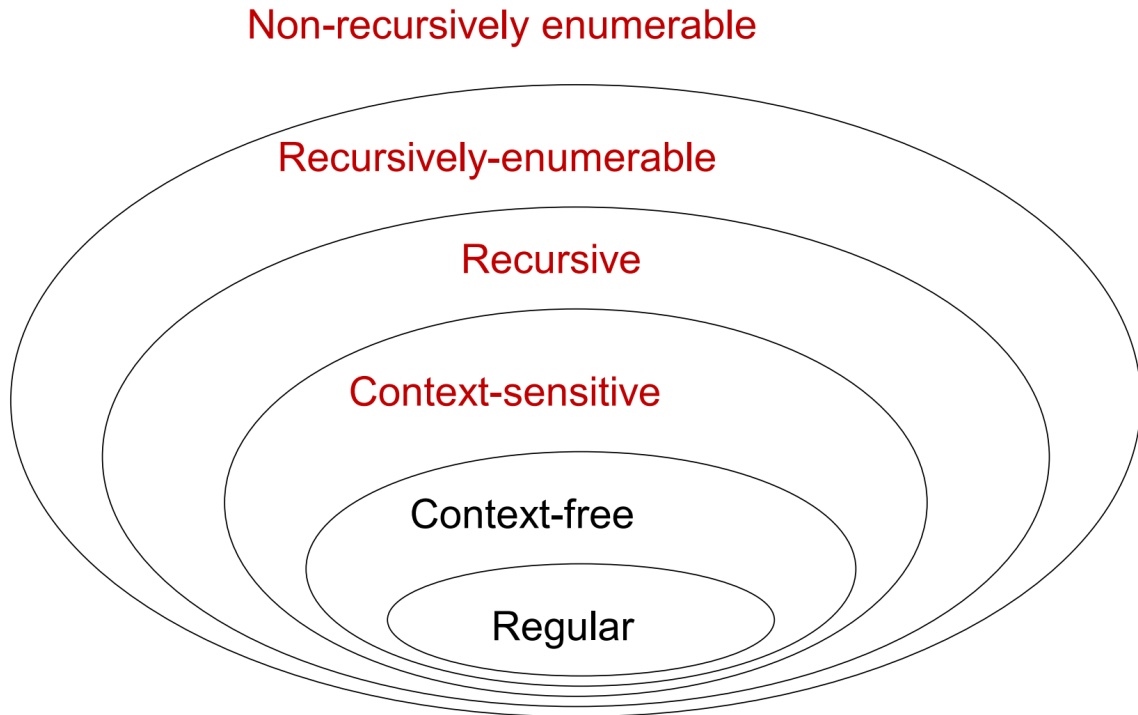 Non-recursively enumerable
Recursively-enumerable
Recursive
Context-sensitive
Context-free
Regular